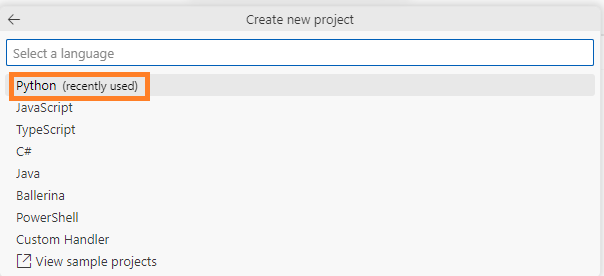 Create new project
Select a language
Python (recently used)
JavaScript
TypeScript
C#
Java
Ballerina
PowerShell
Custom Handler
View sample projects